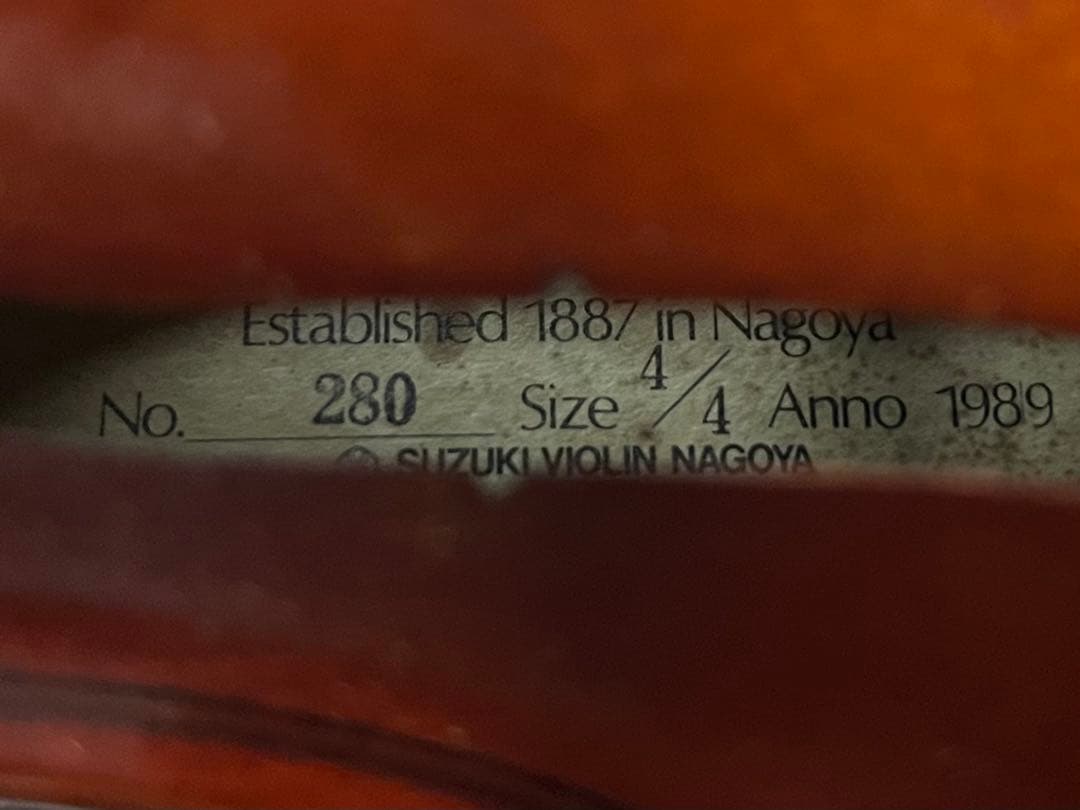 Established 1887 in Nagoya
No. 280 Size 4/4 Anno 1989
SUZUKI VIOLIN NAGOYA